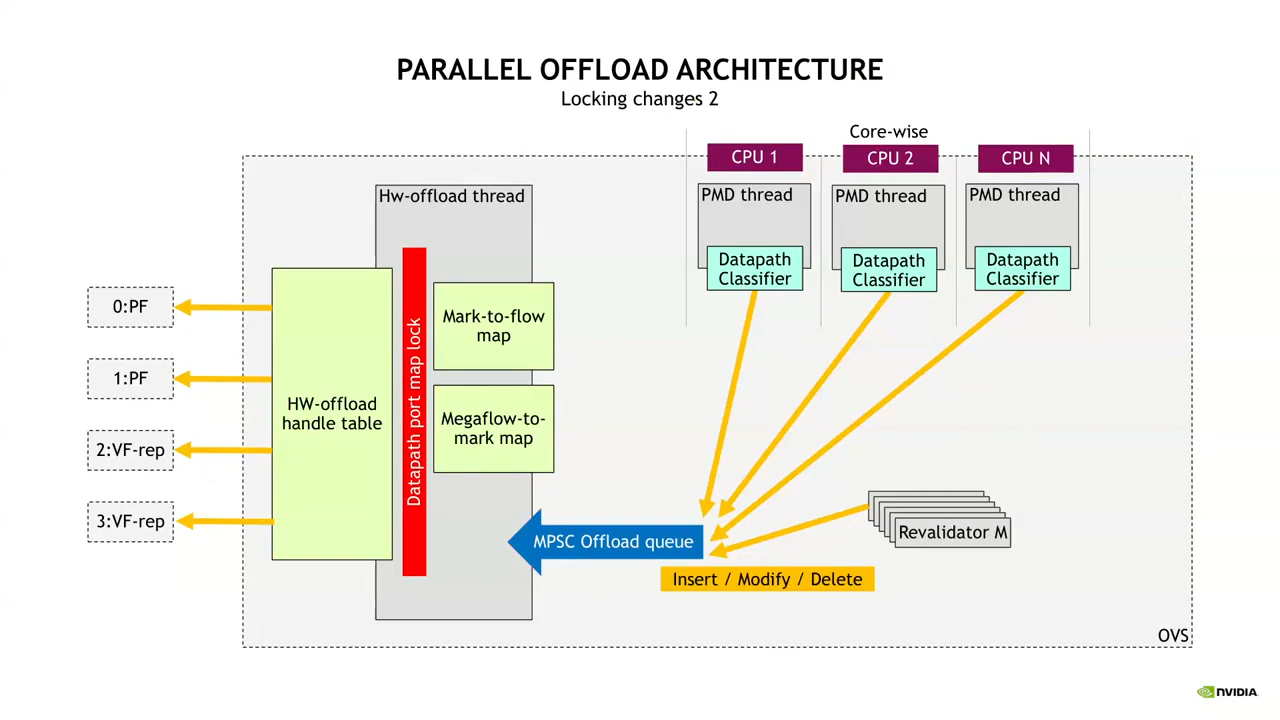 PARALLEL OFFLOAD ARCHITECTURE
Locking changes 2
Core-wise
CPU 1
CPU 2
CPU N
Hw-offload thread
PMD thread
PMD thread
PMD thread
Datapath
Classifier
Datapath
Classifier
Datapath
Classifier
0:PF
1:PF
2:VF-rep
3:VF-rep
HW-offload
handle table
Datapath port map lock
Mark-to-flow
map
Megaflow-to-
mark map
MPSC Offload queue
Revalidator M
Insert / Modify / Delete
OVS
NVIDIA.